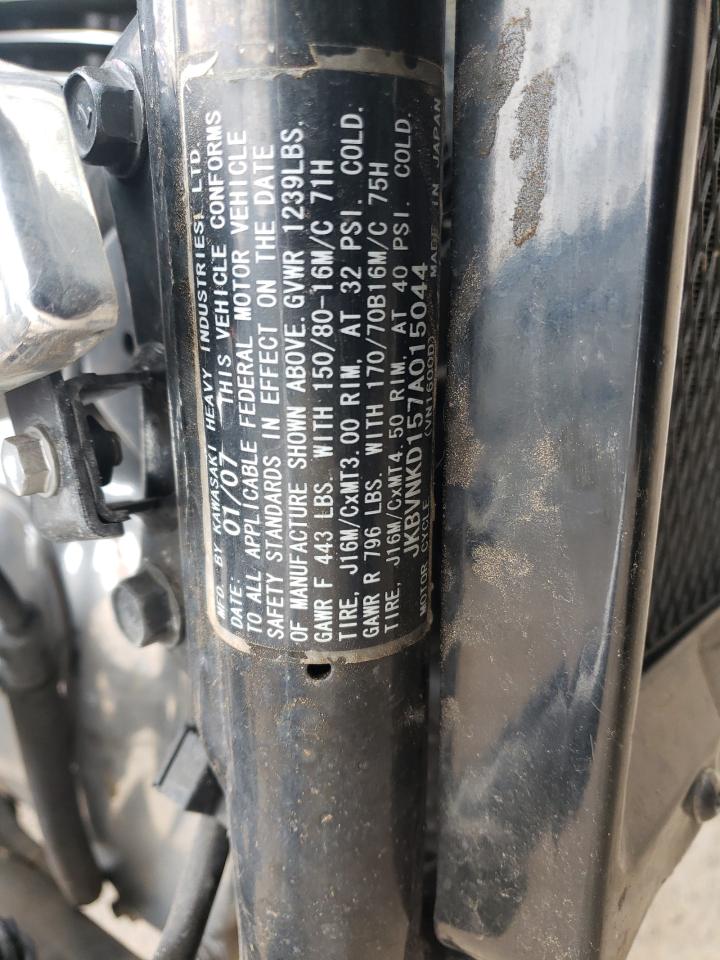 MFD. BY KAWASAKI HEAVY INDUSTRIES, LTD.
DATE: 01/07 THIS VEHICLE CONFORMS
TO ALL APPLICABLE FEDERAL MOTOR VEHICLE
SAFETY STANDARDS IN EFFECT ON THE DATE
OF MANUFACTURE SHOWN ABOVE. GVWR 1239LBS.
GAWR F 443 LBS. WITH 150/80-16M/C 71H
TIRE, J16M/CxMT3.00 RIM, AT 32 PSI. COLD.
GAWR R 796 LBS. WITH 170/70B16M/C 75H
TIRE, J16M/CxMT4.50 RIM, AT 40 PSI. COLD.
JKBVNKD157A015044
MOTOR CYCLE (VN1600D) MADE IN JAPAN